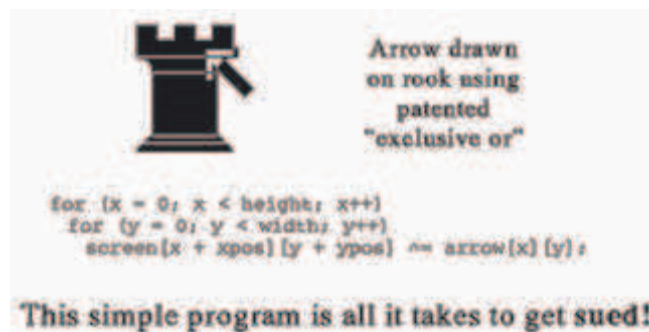 Arrow drawn
on rook using
patented
“exclusive or”
for (x = 0; x < height; x++)
for (y = 0; y < width; y++)
screen[x + xpos][y + ypos] ^= arrow[x][y];
This simple program is all it takes to get sued!